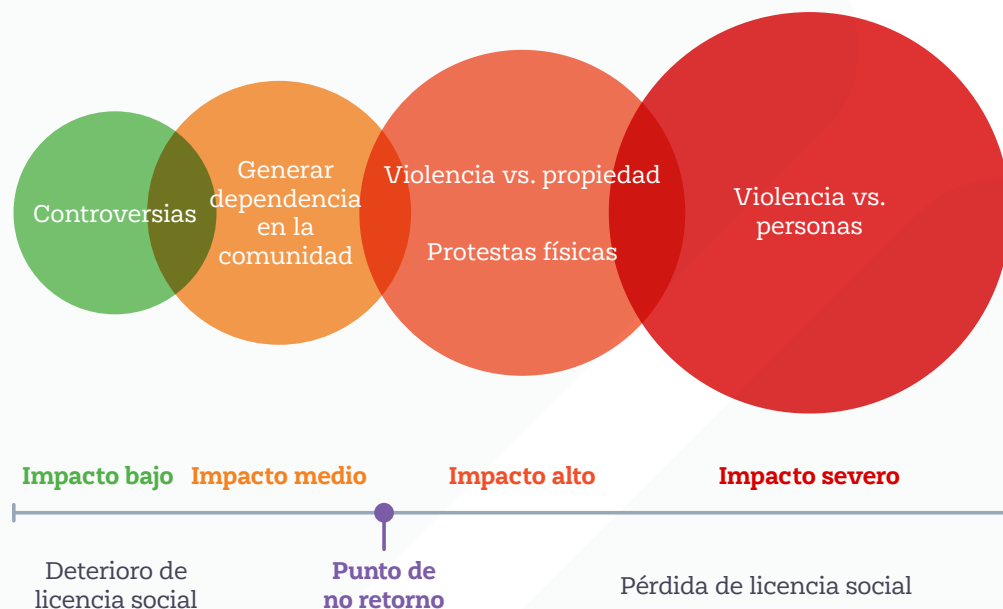 Controversias
Generar
dependencia
en la
comunidad
Violencia vs. propiedad
Protestas físicas
Violencia vs.
personas
Impacto bajo
Impacto medio
Impacto alto
Impacto severo
Deterioro de
licencia social
Punto de
no retorno
Pérdida de licencia social